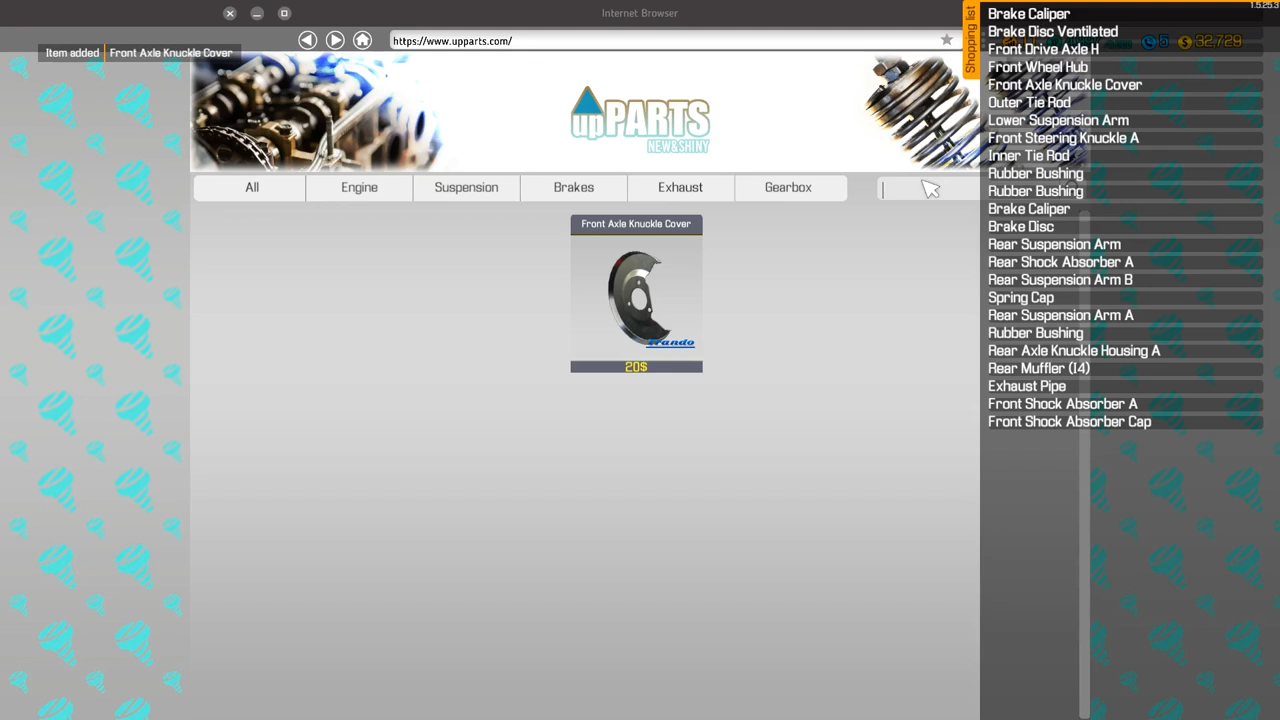 Internet Browser
1.5.25.3
https://www.upparts.com/
Item added Front Axle Knuckle Cover
5 32,729
upPARTS
NEW&SHINY
All Engine Suspension Brakes Exhaust Gearbox
Front Axle Knuckle Cover
20$
Shopping list
Brake Caliper
Brake Disc Ventilated
Front Drive Axle H
Front Wheel Hub
Front Axle Knuckle Cover
Outer Tie Rod
Lower Suspension Arm
Front Steering Knuckle A
Inner Tie Rod
Rubber Bushing
Rubber Bushing
Brake Caliper
Brake Disc
Rear Suspension Arm
Rear Shock Absorber A
Rear Suspension Arm B
Spring Cap
Rear Suspension Arm A
Rubber Bushing
Rear Axle Knuckle Housing A
Rear Muffler (I4)
Exhaust Pipe
Front Shock Absorber A
Front Shock Absorber Cap